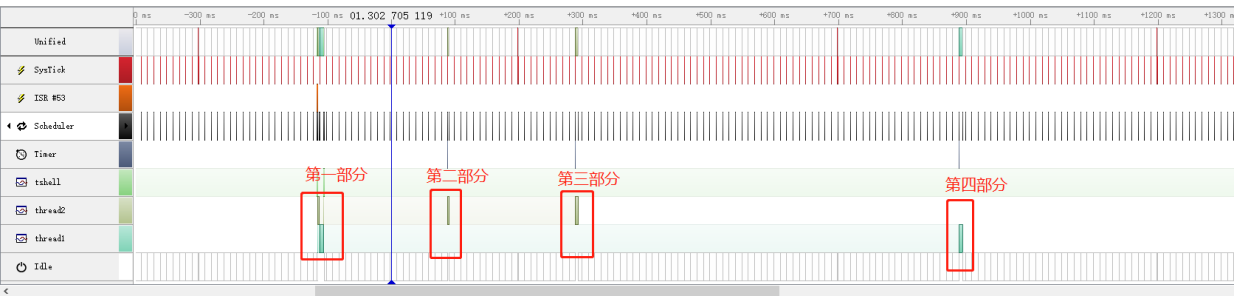 0 ms -300 ms -200 ms -100 ms 01.302 705 119 +100 ms +200 ms +300 ms +400 ms +500 ms +600 ms +700 ms +800 ms +900 ms +1000 ms +1100 ms +1200 ms +1300 m
Unified
SysTick
ISR #53
Scheduler
Timer
tshell
第一部分 第二部分 第三部分 第四部分
thread2
thread1
Idle